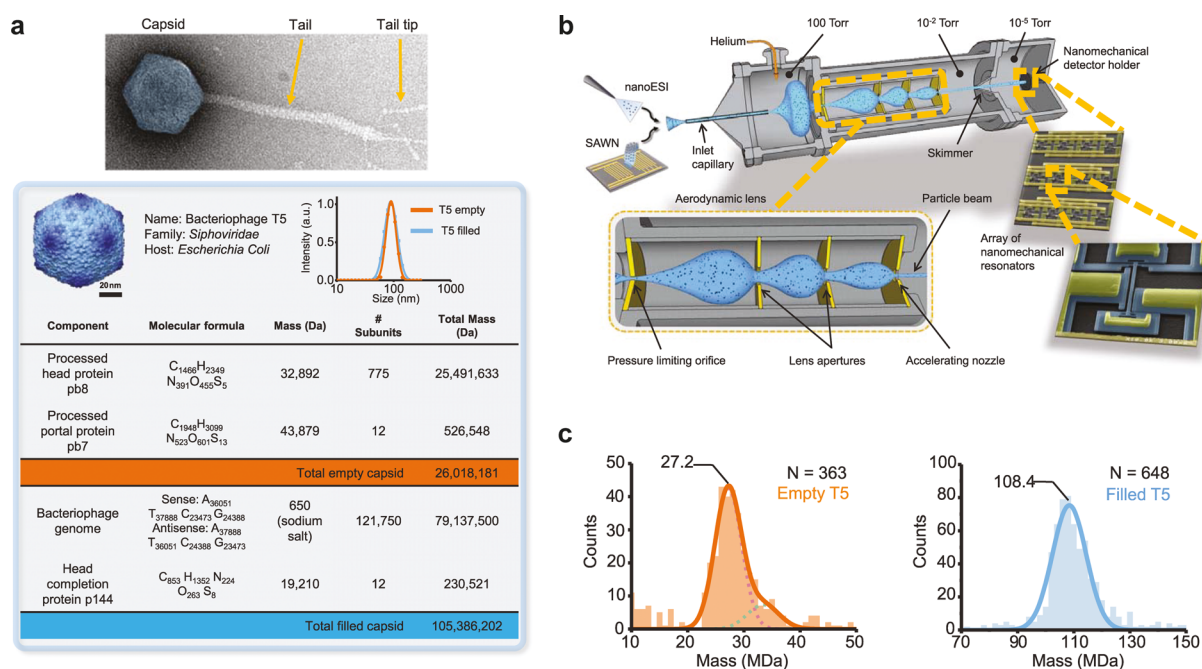 a
Capsid
Tail
Tail tip
Name: Bacteriophage T5
Family: Siphoviridae
Host: Escherichia Coli
20nm
Intensity (a.u.)
1.0
0.5
0.0
10
100
1000
Size (nm)
T5 empty
T5 filled
Component
Molecular formula
Mass (Da)
#
Subunits
Total Mass
(Da)
Processed
head protein
pb8
C1466H2349
N391O455S5
32,892
775
25,491,633
Processed
portal protein
pb7
C1948H3099
N523O601S13
43,879
12
526,548
Total empty capsid
26,018,181
Bacteriophage
genome
Sense: A36051
T37888 C23473 G24388
Antisense: A37888
T36051 C24388 G23473
650
(sodium
salt)
121,750
79,137,500
Head
completion
protein p144
C853 H1352 N224
O263 S8
19,210
12
230,521
Total filled capsid
105,386,202
b
100 Torr
10-2 Torr
10-5 Torr
Helium
Nanomechanical
detector holder
nanoESI
SAWN
Inlet
capillary
Skimmer
Aerodynamic lens
Particle beam
Array of
nanomechanical
resonators
Pressure limiting orifice
Lens apertures
Accelerating nozzle
c
27.2
N = 363
Empty T5
Counts
50
40
30
20
10
0
10
20
30
40
50
Mass (MDa)
108.4
N = 648
Filled T5
Counts
100
80
60
40
20
0
70
90
110
130
150
Mass (MDa)